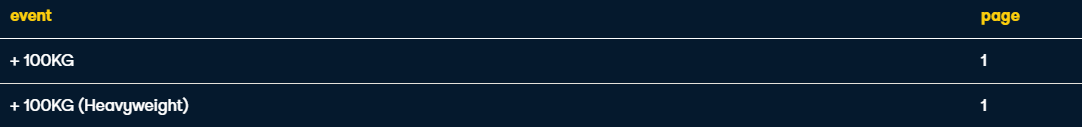 event page
+ 100KG 1
+ 100KG (Heavyweight) 1